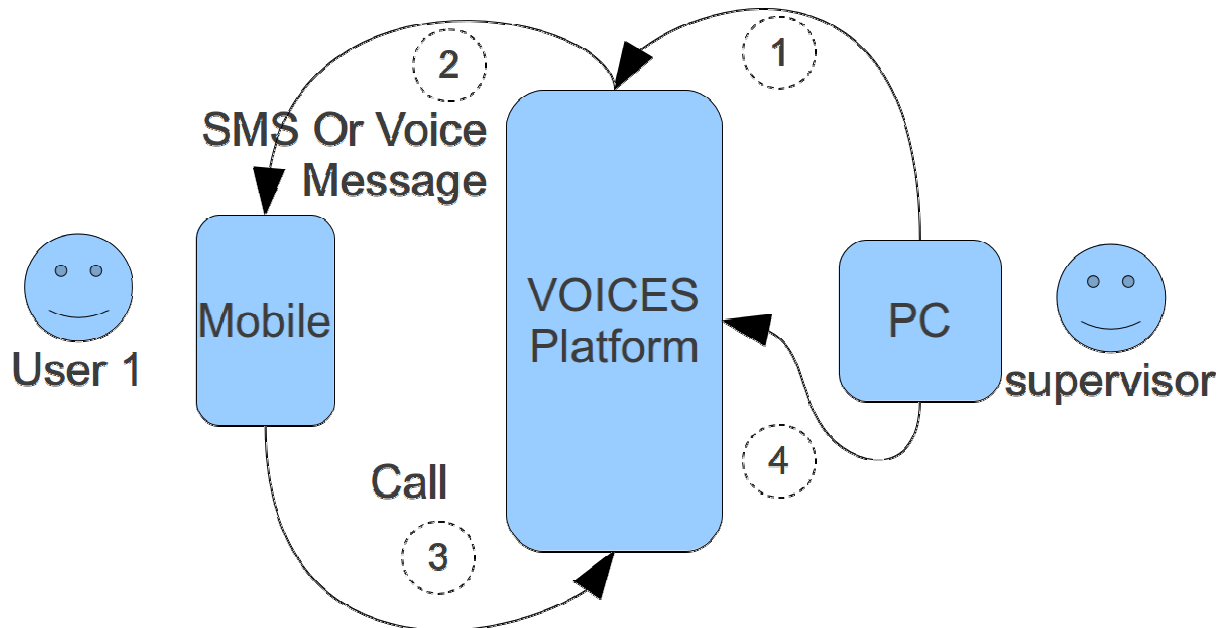 1
2
SMS Or Voice
Message
VOICES
Platform
Mobile
PC
User 1
supervisor
4
Call
3